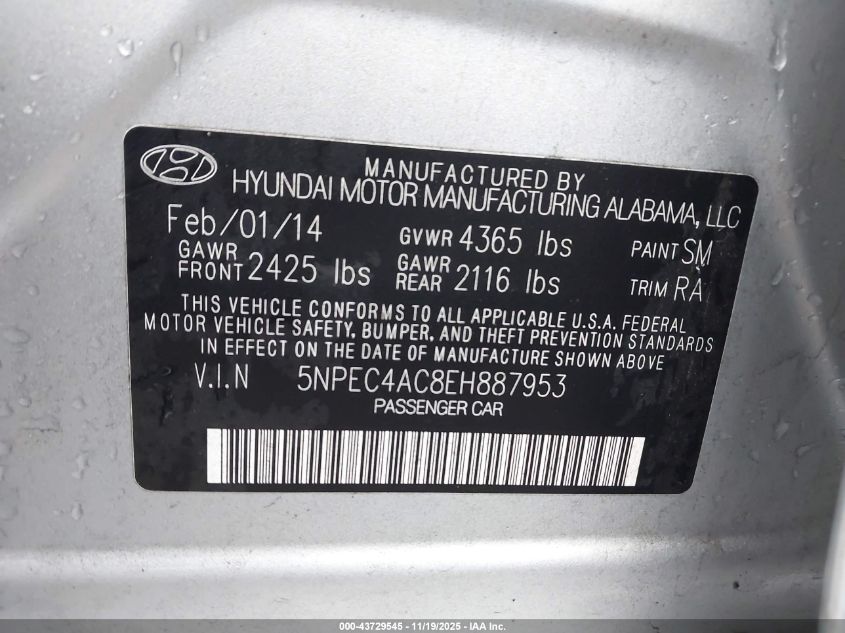 MANUFACTURED BY
HYUNDAI MOTOR MANUFACTURING ALABAMA, LLC
Feb/01/14 GVWR 4365 lbs PAINT SM
GAWR FRONT 2425 lbs GAWR REAR 2116 lbs TRIM RA
THIS VEHICLE CONFORMS TO ALL APPLICABLE U.S.A. FEDERAL
MOTOR VEHICLE SAFETY, BUMPER, AND THEFT PREVENTION STANDARDS
IN EFFECT ON THE DATE OF MANUFACTURE SHOWN ABOVE
V.I.N 5NPEC4AC8EH887953
PASSENGER CAR
000-43729545 - 11/19/2025 - IAA Inc.